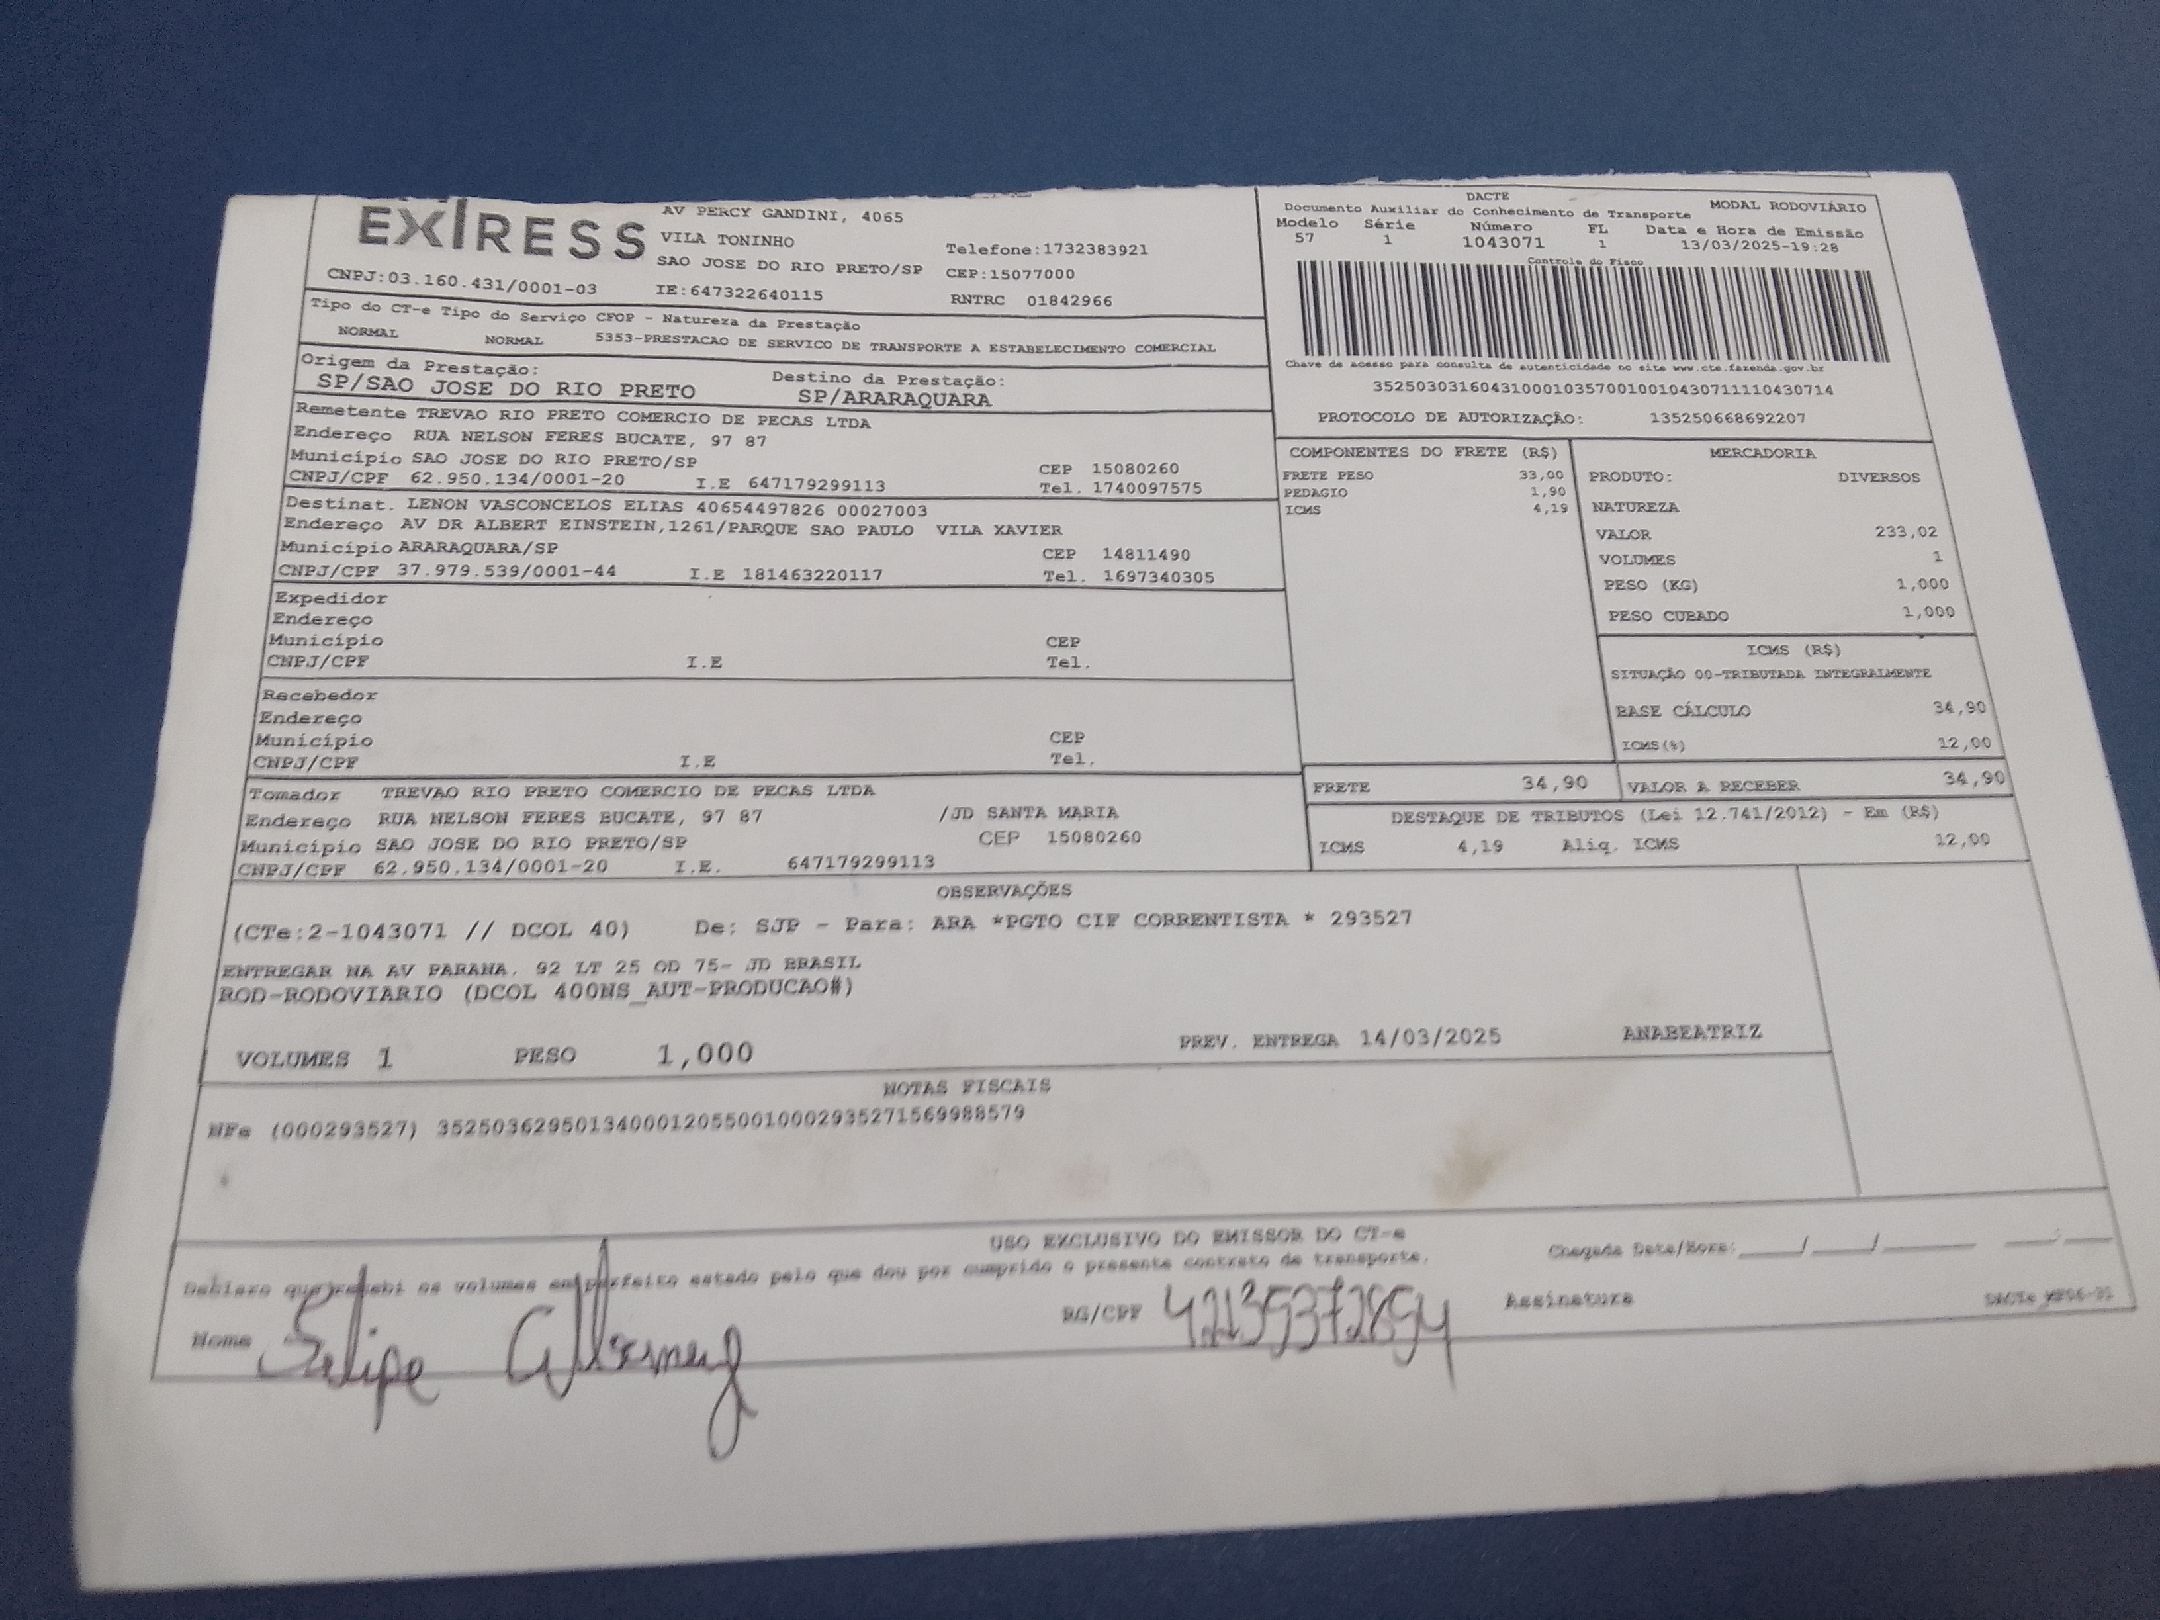 EXPRESS
AV PERCY GANDINI, 4065
VILA TONINHO
Telefone:1732383921
SAO JOSE DO RIO PRETO/SP CEP:15077000
CNPJ:03.160.431/0001-03 IE:647322640115 RNTRC 01842966
DACTE
Documento Auxiliar do Conhecimento de Transporte MODAL RODOVIÁRIO
Modelo Série Número FL Data e Hora de Emissão
57 1 1043071 1 13/03/2025-19:28
Controle do Fisco
Chave de acesso para consulta de autenticidade no site www.cte.fazenda.gov.br
35250303160431000103570010010430711110430714
PROTOCOLO DE AUTORIZAÇÃO: 135250668692207
Tipo do CT-e Tipo do Serviço CFOP - Natureza da Prestação
NORMAL NORMAL 5353-PRESTACAO DE SERVICO DE TRANSPORTE A ESTABELECIMENTO COMERCIAL
Origem da Prestação: Destino da Prestação:
SP/SAO JOSE DO RIO PRETO SP/ARARAQUARA
Remetente TREVAO RIO PRETO COMERCIO DE PECAS LTDA
Endereço RUA NELSON FERES BUCATE, 97 87
Município SAO JOSE DO RIO PRETO/SP CEP 15080260
CNPJ/CPF 62.950.134/0001-20 I.E 647179299113 Tel. 1740097575
Destinat. LENON VASCONCELOS ELIAS 40654497826 00027003
Endereço AV DR ALBERT EINSTEIN,1261/PARQUE SAO PAULO VILA XAVIER
Município ARARAQUARA/SP CEP 14811490
CNPJ/CPF 37.979.539/0001-44 I.E 181463220117 Tel. 1697340305
Expedidor
Endereço
Município CEP
CNPJ/CPF I.E Tel.
Recebedor
Endereço
Município CEP
CNPJ/CPF I.E Tel.
Tomador TREVAO RIO PRETO COMERCIO DE PECAS LTDA
Endereço RUA NELSON FERES BUCATE, 97 87 /JD SANTA MARIA
Município SAO JOSE DO RIO PRETO/SP CEP 15080260
CNPJ/CPF 62.950.134/0001-20 I.E. 647179299113
COMPONENTES DO FRETE (R$)
FRETE PESO 33,00
PEDAGIO 1,90
ICMS 4,19
MERCADORIA
PRODUTO: DIVERSOS
NATUREZA
VALOR 233,02
VOLUMES 1
PESO (KG) 1,000
PESO CUBADO 1,000
ICMS (R$)
SITUAÇÃO 00-TRIBUTADA INTEGRALMENTE
BASE CÁLCULO 34,90
ICMS(%) 12,00
FRETE 34,90 VALOR A RECEBER 34,90
DESTAQUE DE TRIBUTOS (Lei 12.741/2012) - Em (R$)
ICMS 4,19 Aliq. ICMS 12,00
OBSERVAÇÕES
(CTe:2-1043071 // DCOL 40) De: SJP - Para: ARA *PGTO CIF CORRENTISTA * 293527
ENTREGAR NA AV PARANA, 92 LT 25 QD 75- JD BRASIL
ROD-RODOVIARIO (DCOL 400NS_AUT-PRODUCAO#)
VOLUMES 1 PESO 1,000 PREV. ENTREGA 14/03/2025 ANABEATRIZ
NOTAS FISCAIS
NFe (000293527) 35250362950134000120550010002935271569988579
USO EXCLUSIVO DO EMISSOR DO CT-e
Declaro que recebi os volumes em perfeito estado pelo que dou por cumprido o presente contrato de transporte.
Chegada Data/Hora: / /
Nome Felipe RG/CPF 42135372854 Assinatura